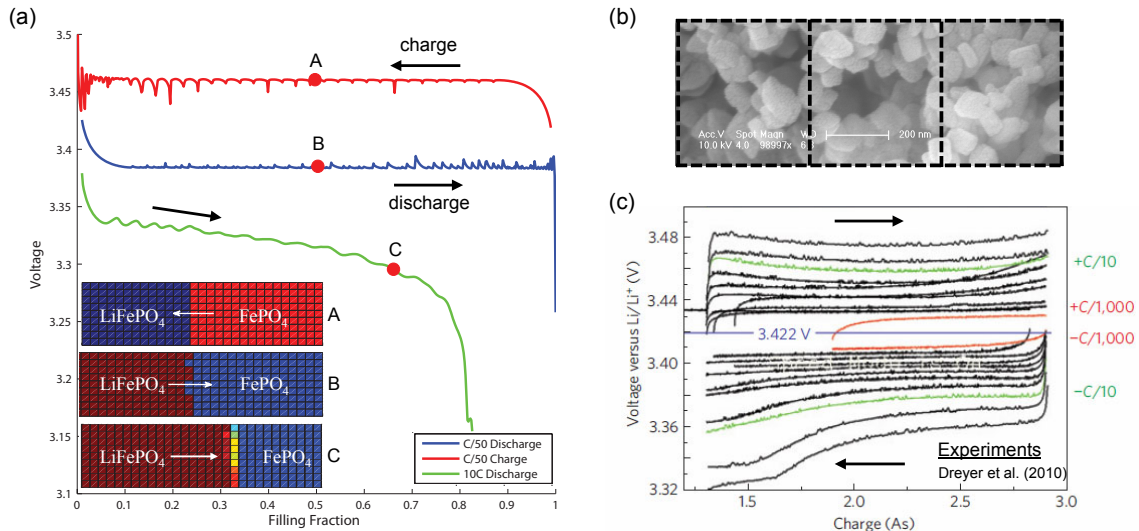 (a)
3.5
3.45
3.4
3.35
3.3
3.25
3.2
3.15
3.1
Voltage
A
charge
B
discharge
C
LiFePO4
FePO4
A
LiFePO4
FePO4
B
LiFePO4
FePO4
C
C/50 Discharge
C/50 Charge
10C Discharge
0
0.1
0.2
0.3
0.4
0.5
0.6
0.7
0.8
0.9
1
Filling Fraction
(b)
Acc.V Spot Magn
10.0 kV 4.0 98997x
200 nm
(c)
3.48
3.44
3.40
3.36
3.32
Voltage versus Li/Li+ (V)
3.422 V
+C/10
+C/1,000
−C/1,000
−C/10
Experiments
Dreyer et al. (2010)
1.5
2.0
2.5
3.0
Charge (As)